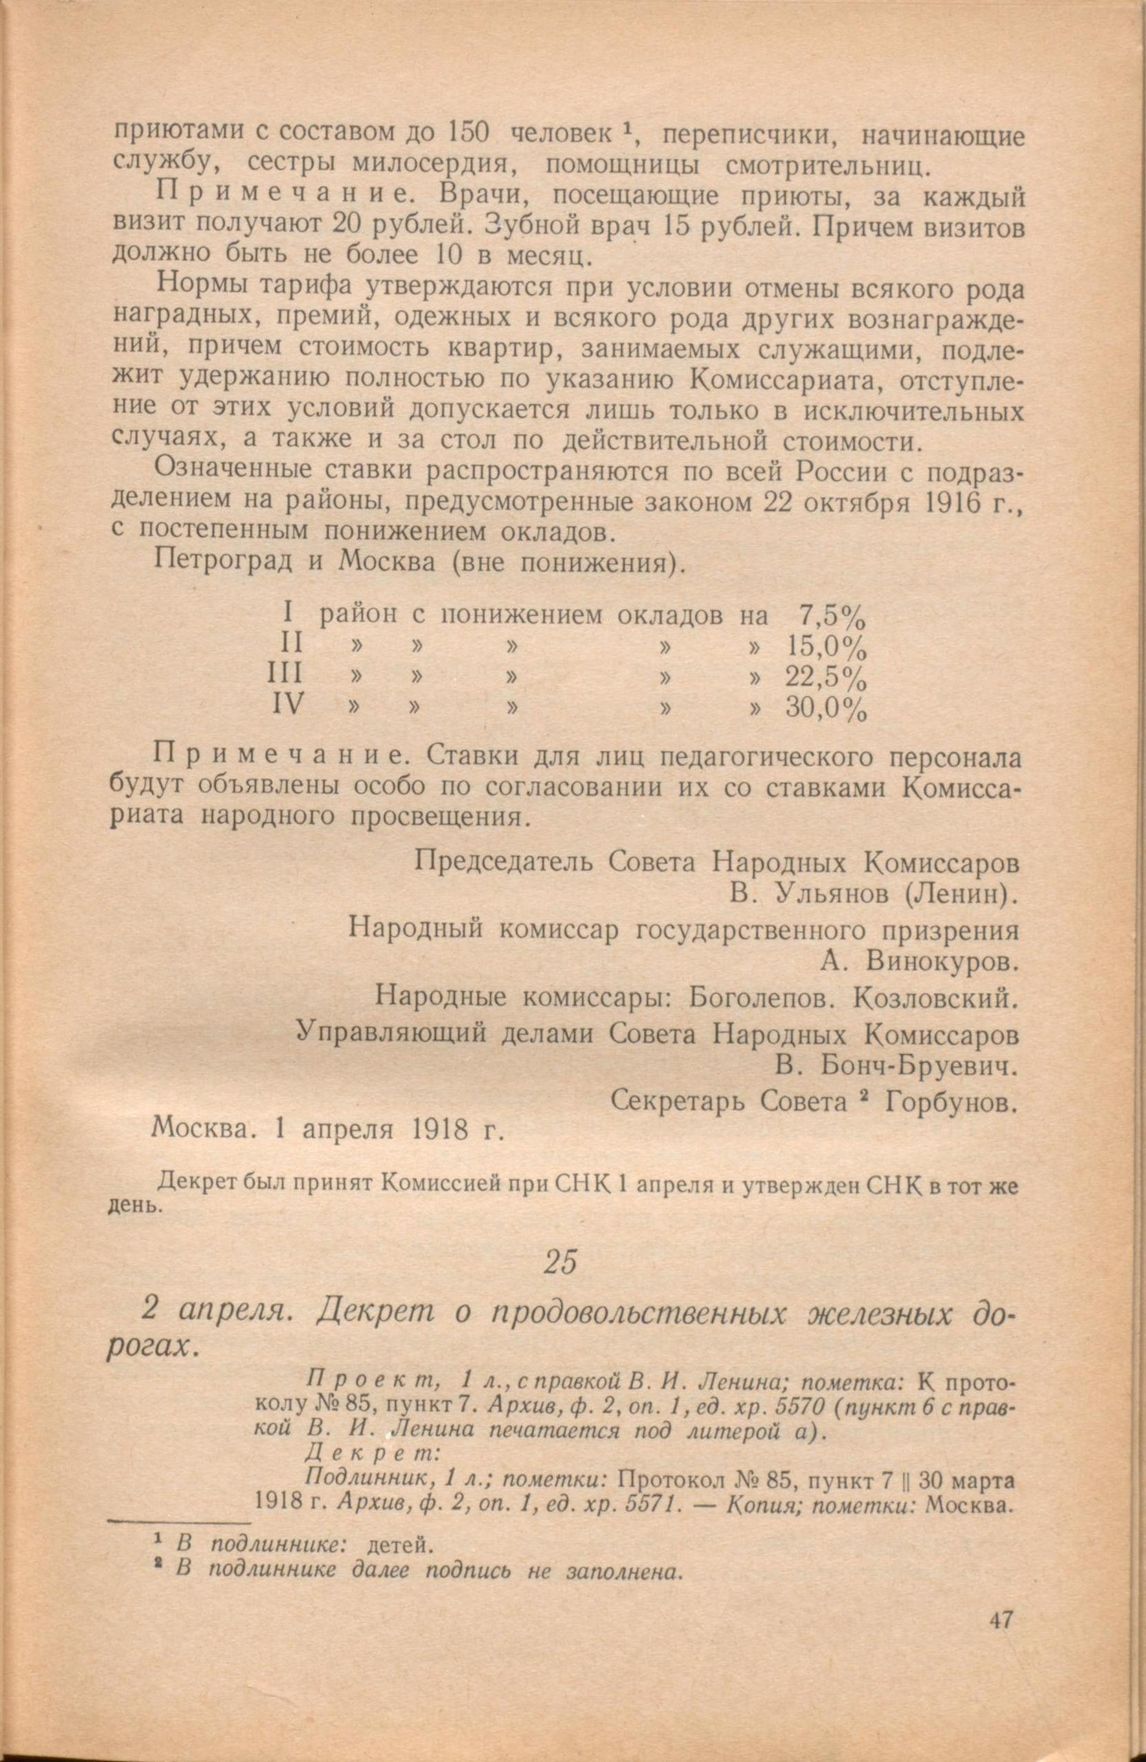 приютами с составом до 150 человек ¹, переписчики, начинающие
службу, сестры милосердия, помощницы смотрительниц.
Примечание. Врачи, посещающие приюты, за каждый
визит получают 20 рублей. Зубной врач 15 рублей. Причем визитов
должно быть не более 10 в месяц.
Нормы тарифа утверждаются при условии отмены всякого рода
наградных, премий, одежных и всякого рода других вознагражде-
ний, причем стоимость квартир, занимаемых служащими, подле-
жит удержанию полностью по указанию Комиссариата, отступле-
ние от этих условий допускается лишь только в исключительных
случаях, а также и за стол по действительной стоимости.
Означенные ставки распространяются по всей России с подраз-
делением на районы, предусмотренные законом 22 октября 1916 г.,
с постепенным понижением окладов.
Петроград и Москва (вне понижения).
I район с понижением окладов на 7,5%
II » » » » » 15,0%
III » » » » » 22,5%
IV » » » » » 30,0%
Примечание. Ставки для лиц педагогического персонала
будут объявлены особо по согласовании их со ставками Комисса-
риата народного просвещения.
Председатель Совета Народных Комиссаров
В. Ульянов (Ленин).
Народный комиссар государственного призрения
А. Винокуров.
Народные комиссары: Боголепов. Козловский.
Управляющий делами Совета Народных Комиссаров
В. Бонч-Бруевич.
Секретарь Совета ² Горбунов.
Москва. 1 апреля 1918 г.
Декрет был принят Комиссией при СНК 1 апреля и утвержден СНК в тот же
день.
25
2 апреля. Декрет о продовольственных железных до-
рогах.
Проект, 1 л., с правкой В. И. Ленина; пометка: К прото-
колу № 85, пункт 7. Архив, ф. 2, оп. 1, ед. хр. 5570 (пункт 6 с прав-
кой В. И. Ленина печатается под литерой а).
Декрет:
Подлинник, 1 л.; пометки: Протокол № 85, пункт 7 || 30 марта
1918 г. Архив, ф. 2, оп. 1, ед. хр. 5571. — Копия; пометки: Москва.
¹ В подлиннике: детей.
² В подлиннике далее подпись не заполнена.
47